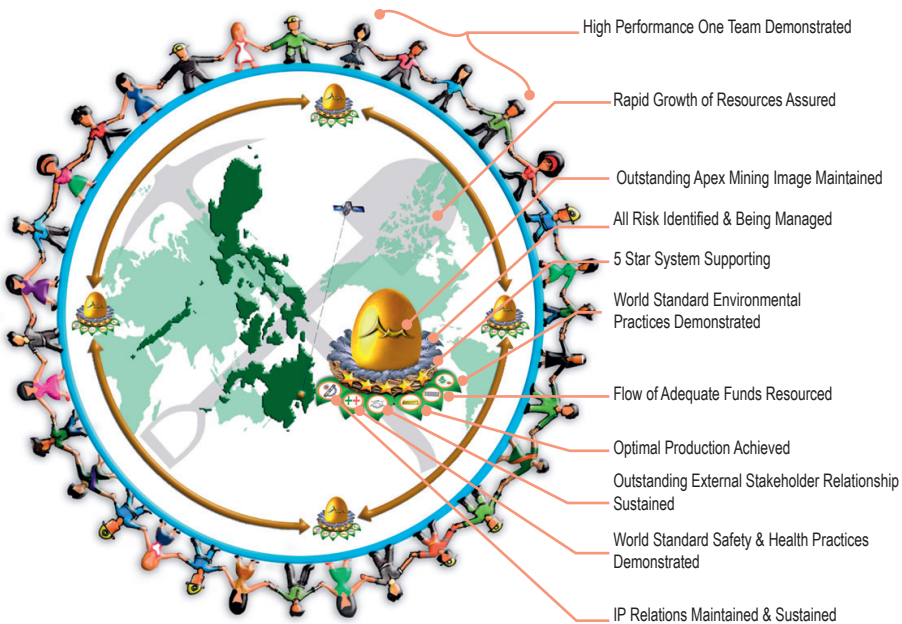 High Performance One Team Demonstrated
Rapid Growth of Resources Assured
Outstanding Apex Mining Image Maintained
All Risk Identified & Being Managed
5 Star System Supporting
World Standard Environmental
Practices Demonstrated
Flow of Adequate Funds Resourced
Optimal Production Achieved
Outstanding External Stakeholder Relationship
Sustained
World Standard Safety & Health Practices
Demonstrated
IP Relations Maintained & Sustained